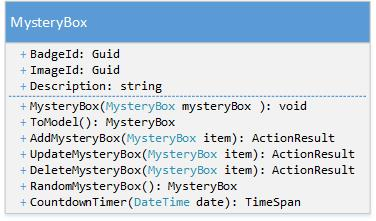 MysteryBox
+ BadgeId: Guid
+ ImageId: Guid
+ Description: string
+ MysteryBox(MysteryBox mysteryBox ): void
+ ToModel(): MysteryBox
+ AddMysteryBox(MysteryBox item): ActionResult
+ UpdateMysteryBox(MysteryBox item): ActionResult
+ DeleteMysteryBox(MysteryBox item): ActionResult
+ RandomMysteryBox(): MysteryBox
+ CountdownTimer(DateTime date): TimeSpan